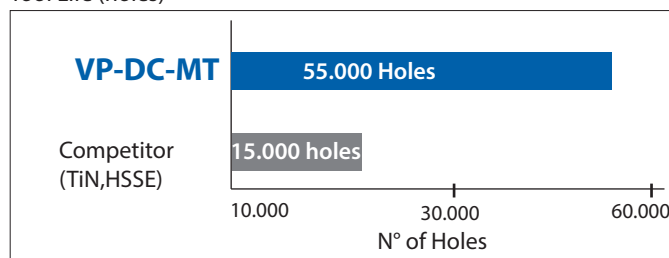 VP-DC-MT
55.000 Holes
Competitor
(TiN,HSSE)
15.000 holes
10.000
30.000
60.000
N° of Holes